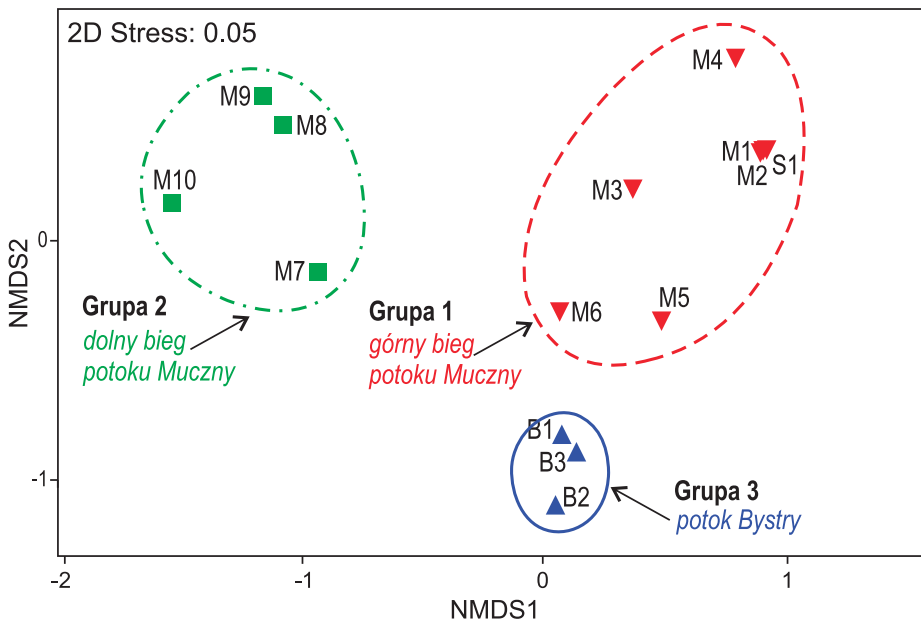 2D Stress: 0.05
M4
M9
M8
M1
S1
M2
M10
M3
0
NMDS2
M7
Grupa 2
dolny bieg
potoku Muczny
Grupa 1
górny bieg
potoku Muczny
M6
M5
B1
B3
B2
-1
Grupa 3
potok Bystry
-2
-1
0
1
NMDS1